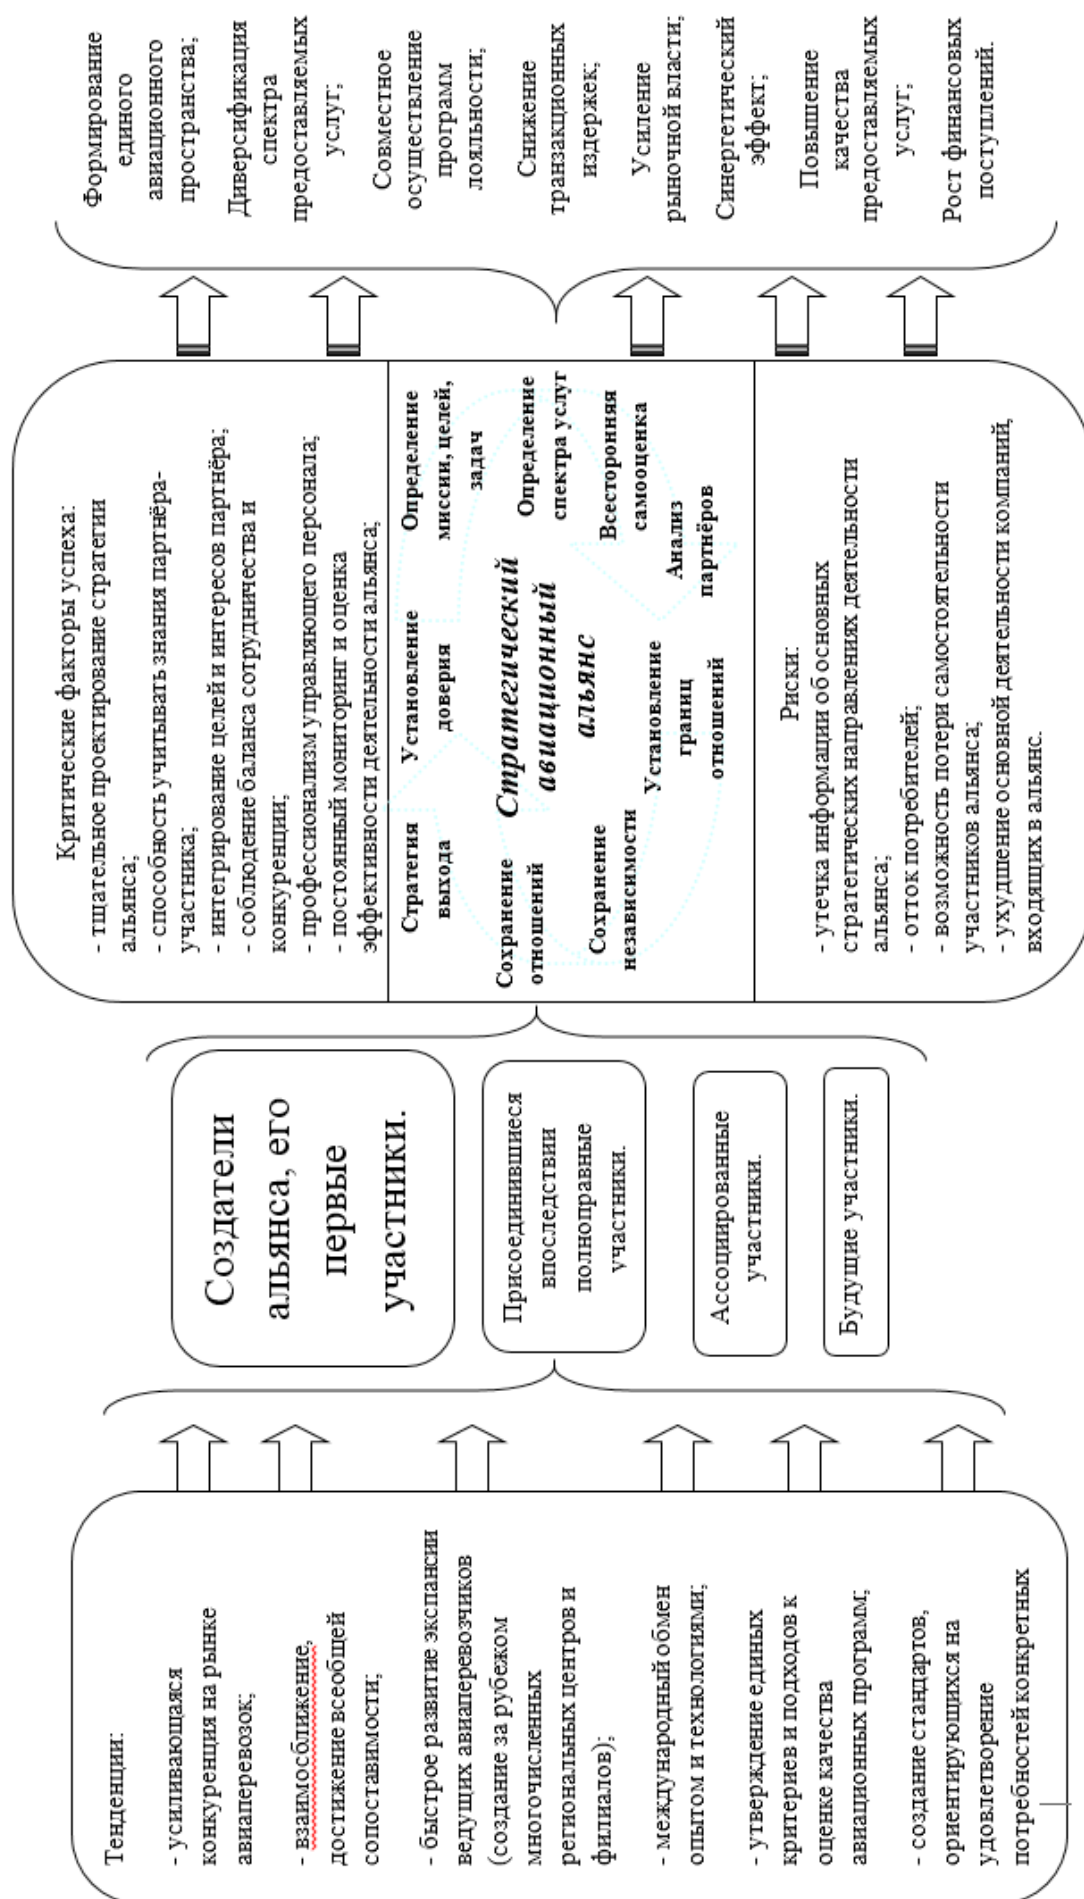 Тенденции:
- усиливающаяся
конкуренция на рынке
авиаперевозок;
- взаимосближение,
достижение всеобщей
сопоставимости;
- быстрое развитие экспансии
ведущих авиаперевозчиков
(создание за рубежом
многочисленных
региональных центров и
филиалов);
- международный обмен
опытом и технологиями;
- утверждение единых
критериев и подходов к
оценке качества
авиационных программ;
- создание стандартов,
ориентирующихся на
удовлетворение
потребностей конкретных
Создатели
альянса, его
первые
участники.
Присоединившиеся
впоследствии
полноправные
участники.
Ассоциированные
участники.
Будущие участники.
Критические факторы успеха:
- тщательное проектирование стратегии
альянса;
- способность учитывать знания партнёра-
участника;
- интегрирование целей и интересов партнёра;
- соблюдение баланса сотрудничества и
конкуренции;
- профессионализм управляющего персонала;
- постоянный мониторинг и оценка
эффективности деятельности альянса;
Стратегия
выхода
Установление
доверия
Определение
миссии, целей,
задач
Сохранение
отношений
Стратегический
авиационный
альянс
Определение
спектра услуг
Сохранение
независимости
Всесторонняя
самооценка
Установление
границ
отношений
Анализ
партнёров
Риски:
- утечка информации об основных
стратегических направлениях деятельности
альянса;
- отток потребителей;
- возможность потери самостоятельности
участников альянса;
- ухудшение основной деятельности компаний,
входящих в альянс.
Формирование
единого
авиационного
пространства;
Диверсификация
спектра
предоставляемых
услуг;
Совместное
осуществление
программ
лояльности;
Снижение
транзакционных
издержек;
Усиление
рыночной власти;
Синергетический
эффект;
Повышение
качества
предоставляемых
услуг;
Рост финансовых
поступлений.